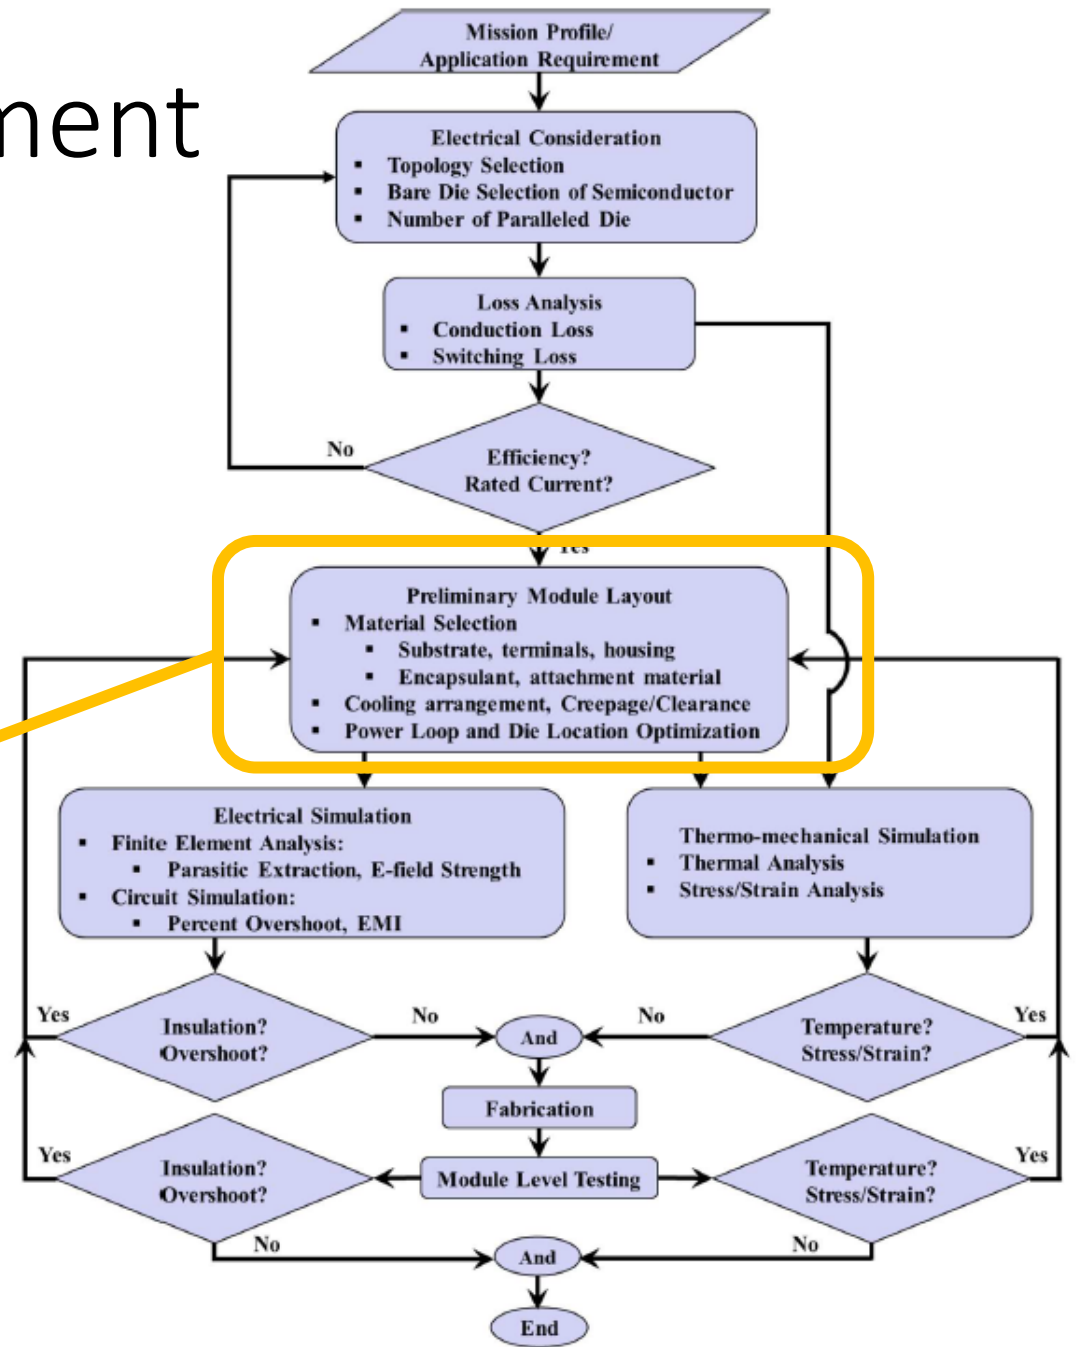 ment
Mission Profile/
Application Requirement
Electrical Consideration
▪ Topology Selection
▪ Bare Die Selection of Semiconductor
▪ Number of Paralleled Die
Loss Analysis
▪ Conduction Loss
▪ Switching Loss
No
Efficiency?
Rated Current?
Yes
Preliminary Module Layout
▪ Material Selection
▪ Substrate, terminals, housing
▪ Encapsulant, attachment material
▪ Cooling arrangement, Creepage/Clearance
▪ Power Loop and Die Location Optimization
Electrical Simulation
▪ Finite Element Analysis:
▪ Parasitic Extraction, E-field Strength
▪ Circuit Simulation:
▪ Percent Overshoot, EMI
Thermo-mechanical Simulation
▪ Thermal Analysis
▪ Stress/Strain Analysis
Yes
Insulation?
Overshoot?
No
And
No
Temperature?
Stress/Strain?
Yes
Fabrication
Yes
Insulation?
Overshoot?
Module Level Testing
Temperature?
Stress/Strain?
Yes
No
And
No
End